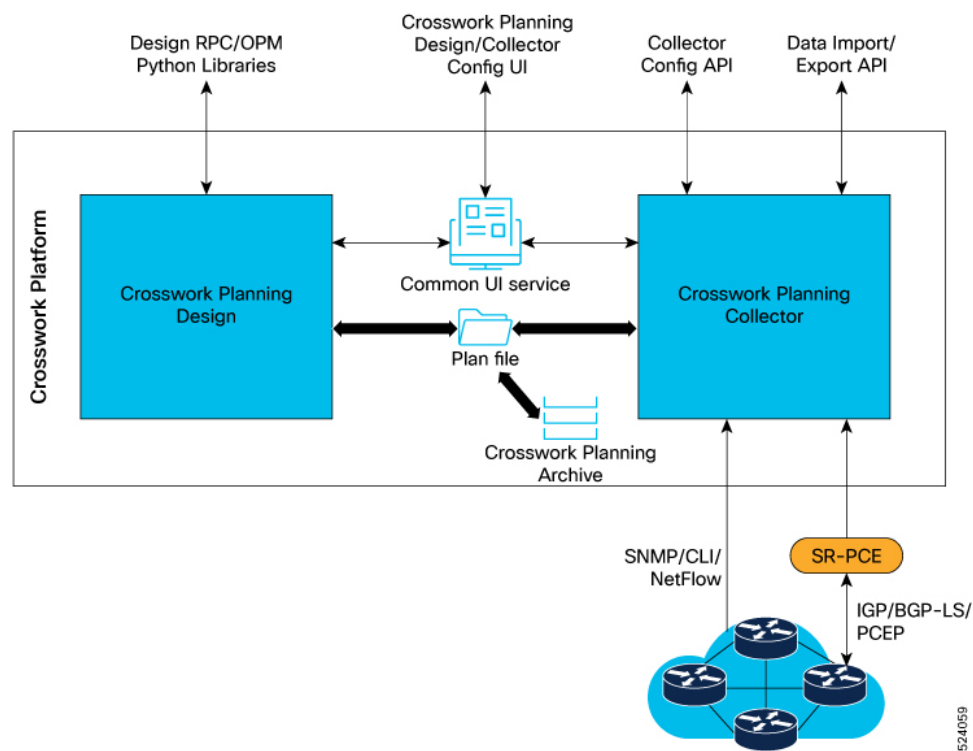 Design RPC/OPM
Python Libraries
Crosswork Planning
Design/Collector
Config UI
Collector
Config API
Data Import/
Export API
Crosswork Platform
Crosswork Planning
Design
Common UI service
Plan file
Crosswork Planning
Archive
Crosswork Planning
Collector
SNMP/CLI/
NetFlow
SR-PCE
IGP/BGP-LS/
PCEP
524059